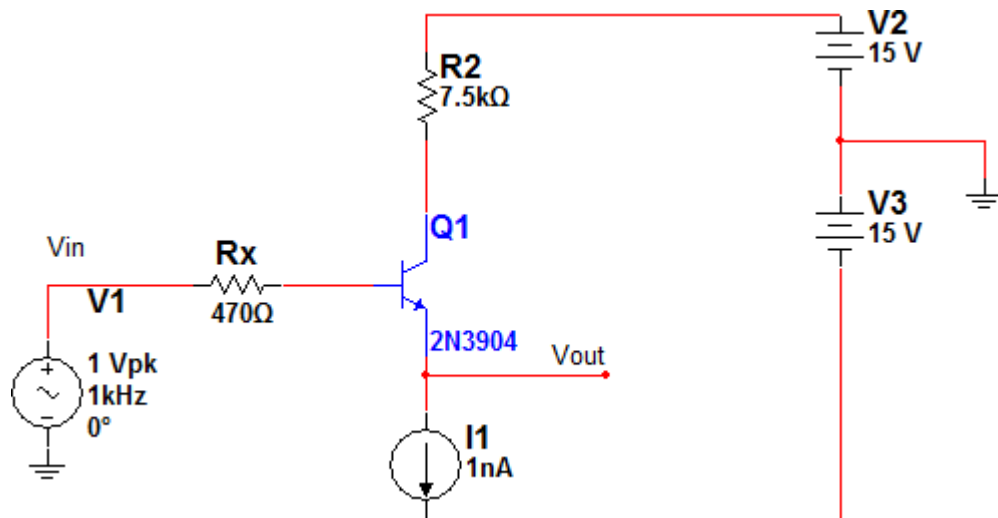 V2
15 V
R2
7.5kΩ
V3
15 V
Q1
2N3904
Vin
Rx
470Ω
V1
1 Vpk
1kHz
0°
Vout
I1
1nA